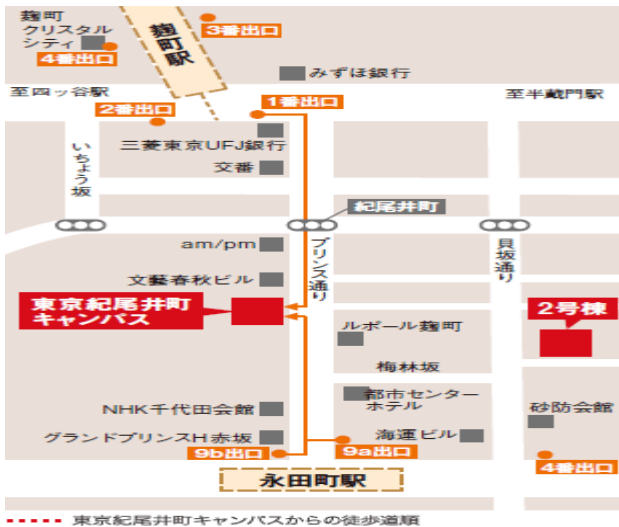 麹町
クリスタル
シティ
4番出口
麹町駅
3番出口
みずほ銀行
至四ッ谷駅
2番出口
1番出口
至半蔵門駅
いちょう坂
三菱東京UFJ銀行
交番
紀尾井町
am/pm
プリンス通り
貝坂通り
文藝春秋ビル
東京紀尾井町
キャンパス
2号棟
ルポール麹町
梅林坂
都市センター
ホテル
NHK千代田会館
砂防会館
グランドプリンスH赤坂
海運ビル
9b出口
9a出口
4番出口
永田町駅
東京紀尾井町キャンパスからの徒歩道順